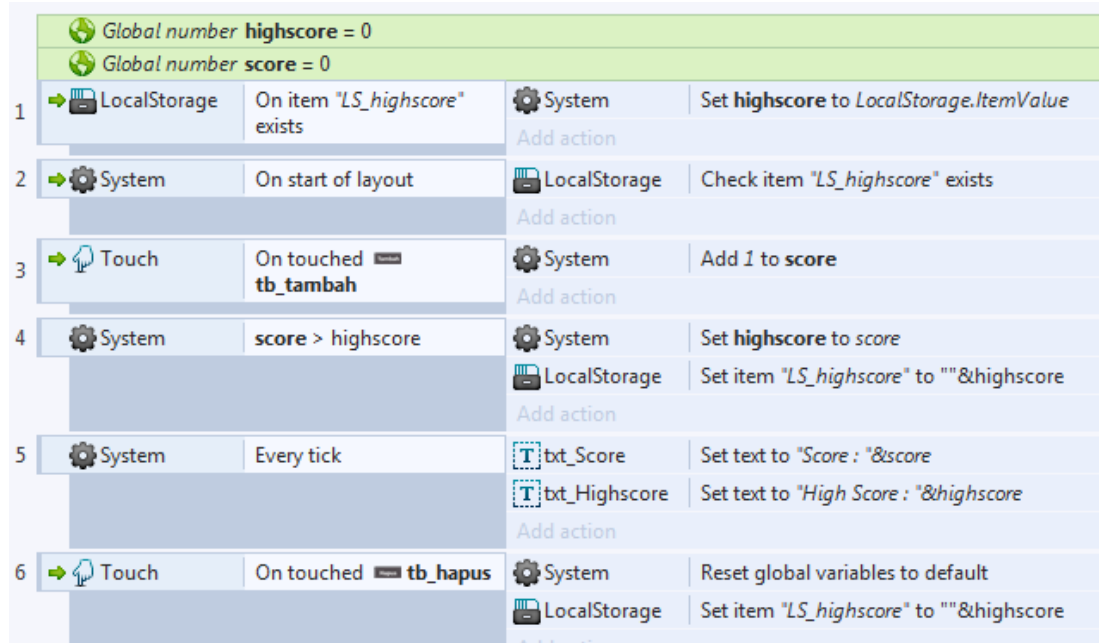 Global number highscore = 0
Global number score = 0
1 LocalStorage On item "LS_highscore" exists System Set highscore to LocalStorage.ItemValue
Add action
2 System On start of layout LocalStorage Check item "LS_highscore" exists
Add action
3 Touch On touched Tambah tb_tambah System Add 1 to score
Add action
4 System score > highscore System Set highscore to score
LocalStorage Set item "LS_highscore" to ""&highscore
Add action
5 System Every tick T txt_Score Set text to "Score : "&score
T txt_Highscore Set text to "High Score : "&highscore
Add action
6 Touch On touched Hapus tb_hapus System Reset global variables to default
LocalStorage Set item "LS_highscore" to ""&highscore